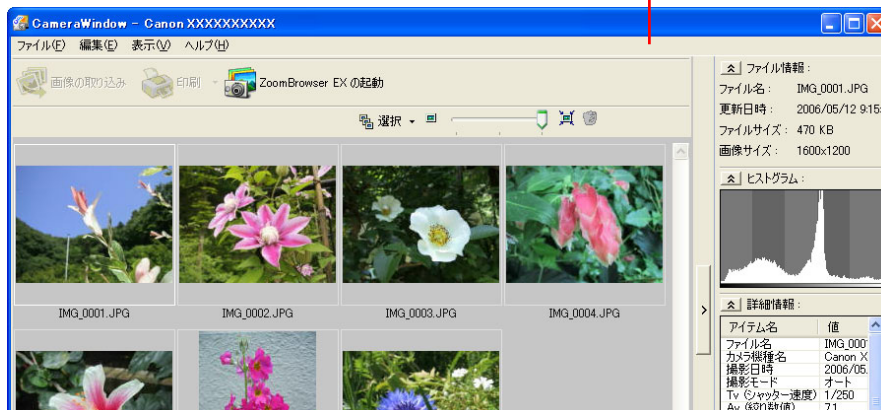 CameraWindow - Canon XXXXXXXXXX
ファイル(F) 編集(E) 表示(V) ヘルプ(H)
画像の取り込み 印刷 ZoomBrowser EX の起動
選択
IMG_0001.JPG IMG_0002.JPG IMG_0003.JPG IMG_0004.JPG
ファイル情報:
ファイル名: IMG_0001.JPG
更新日時: 2006/05/12 9:15:
ファイルサイズ: 470 KB
画像サイズ: 1600x1200
ヒストグラム:
詳細情報:
アイテム名 値
ファイル名 IMG_000
カメラ機種名 Canon X
撮影日時 2006/05.
撮影モード オート
Tv (シャッター速度) 1/250
Av (絞り数値) 7.1